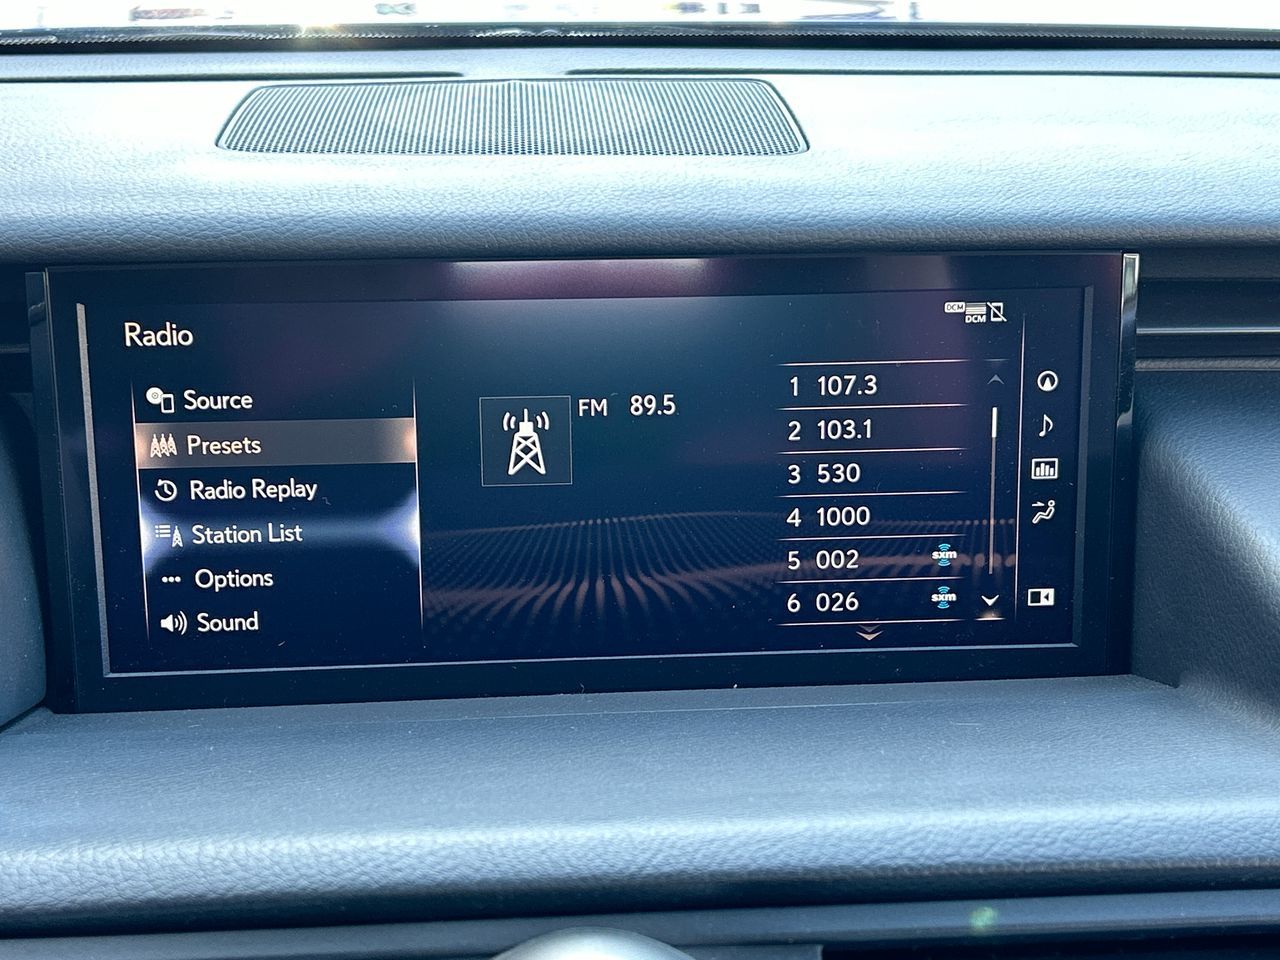 DCM
DCM
Radio
Source
Presets
Radio Replay
Station List
Options
Sound
FM 89.5
1 107.3
2 103.1
3 530
4 1000
5 002 sxm
6 026 sxm